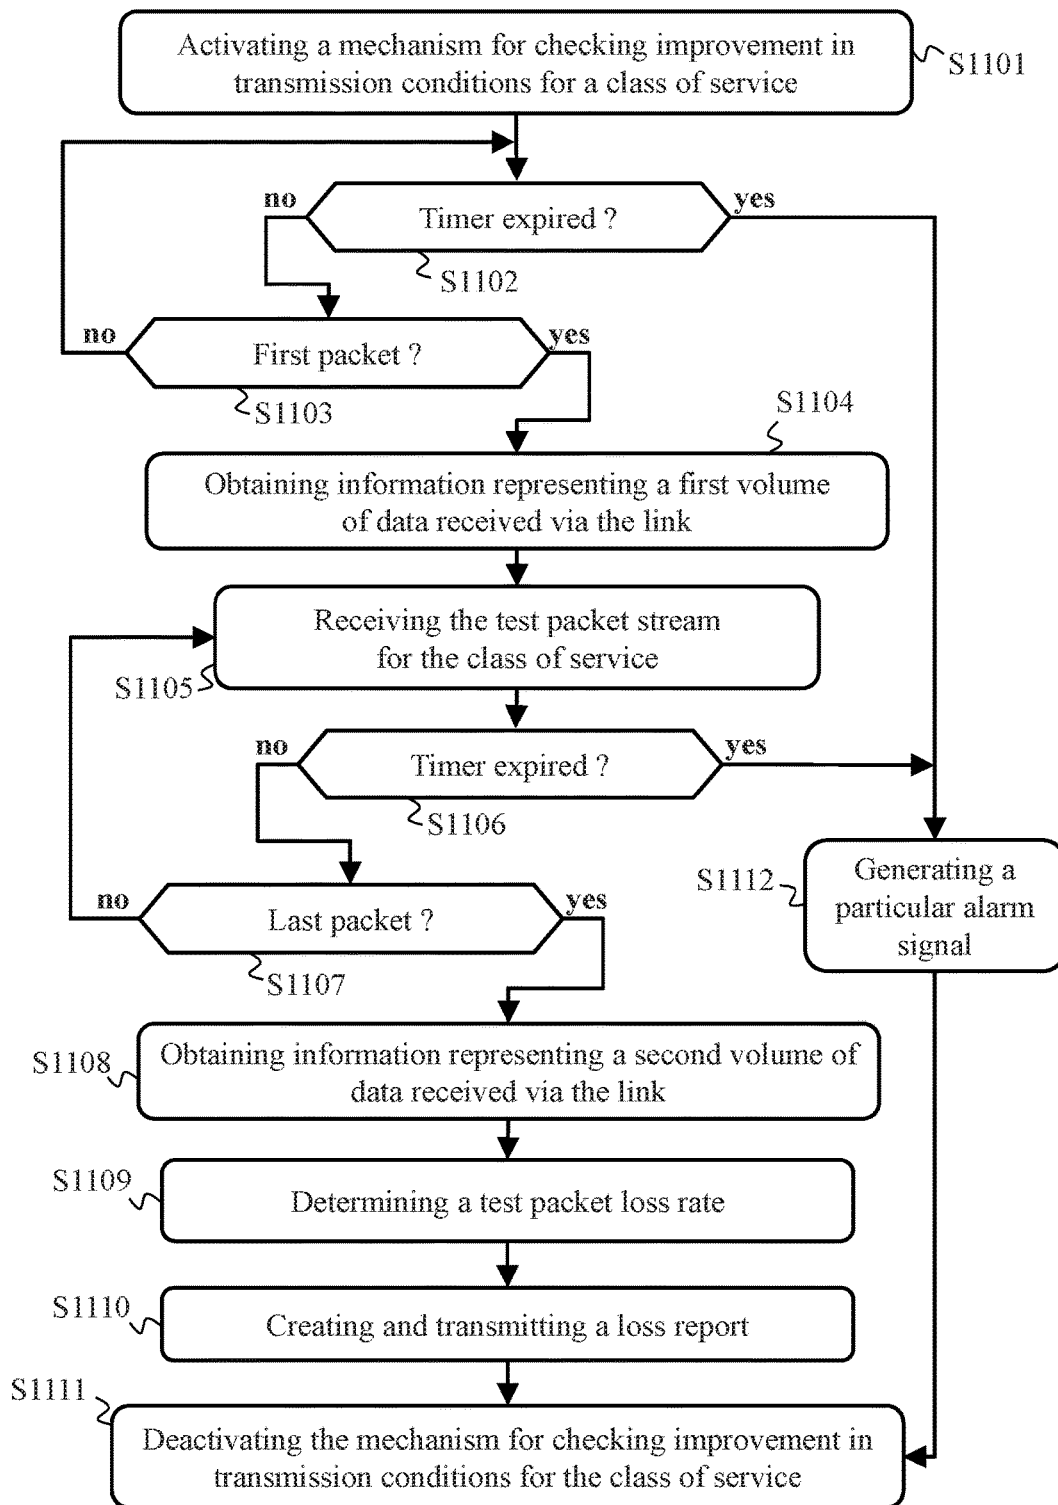 Activating a mechanism for checking improvement in
transmission conditions for a class of service
S1101
no
Timer expired ?
yes
S1102
no
First packet ?
yes
S1103
S1104
Obtaining information representing a first volume
of data received via the link
Receiving the test packet stream
for the class of service
S1105
no
Timer expired ?
yes
S1106
S1112
Generating a
particular alarm
signal
no
Last packet ?
yes
S1107
S1108
Obtaining information representing a second volume of
data received via the link
S1109
Determining a test packet loss rate
S1110
Creating and transmitting a loss report
S1111
Deactivating the mechanism for checking improvement in
transmission conditions for the class of service